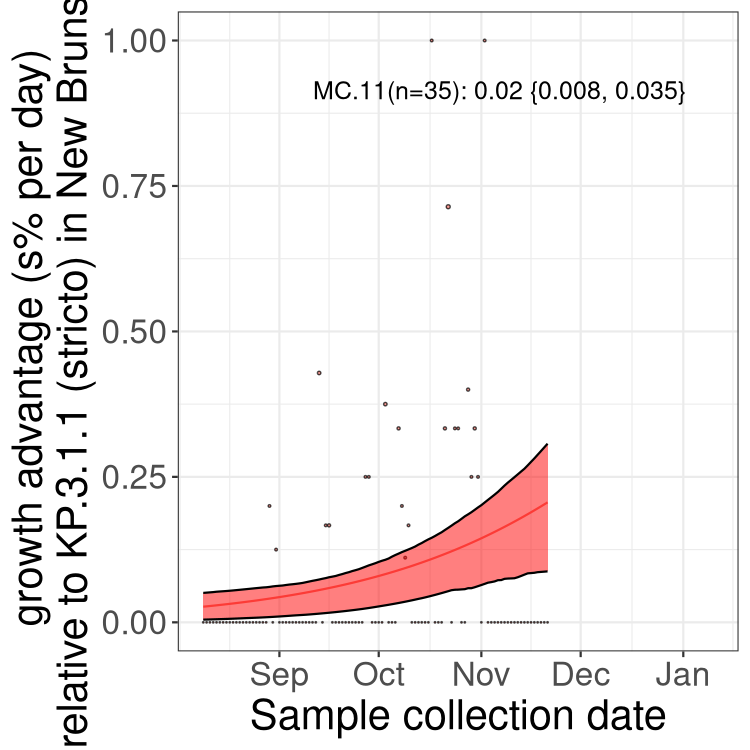 growth advantage (s% per day)
relative to KP.3.1.1 (stricto) in New Bruns
1.00
0.75
0.50
0.25
0.00
MC.11(n=35): 0.02 {0.008, 0.035}
Sep Oct Nov Dec Jan
Sample collection date